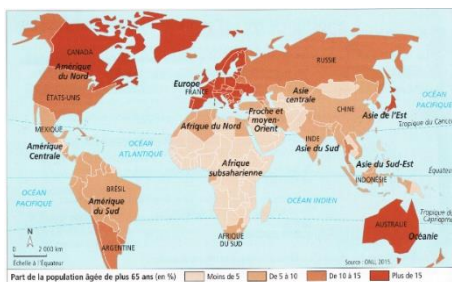 CANADA
Amérique
du Nord
ÉTATS-UNIS
MEXIQUE
Amérique
Centrale
OCÉAN
ATLANTIQUE
OCÉAN
PACIFIQUE
BRÉSIL
Amérique
du Sud
ARGENTINE
Europe
FRANCE
Afrique du Nord
Afrique
subsaharienne
AFRIQUE
DU SUD
Proche et
moyen-
Orient
RUSSIE
Asie
centrale
CHINE
Asie de l'Est
INDE
Asie du Sud
Asie du Sud-Est
INDONÉSIE
OCÉAN INDIEN
OCÉAN
PACIFIQUE
Tropique du Cancer
Équateur
Tropique du
Capricorne
AUSTRALIE
Océanie
N
0 2 000 km
Échelle à l'Équateur
Source : ONU, 2015
Part de la population âgée de plus 65 ans (en %) Moins de 5 De 5 à 10 De 10 à 15 Plus de 15